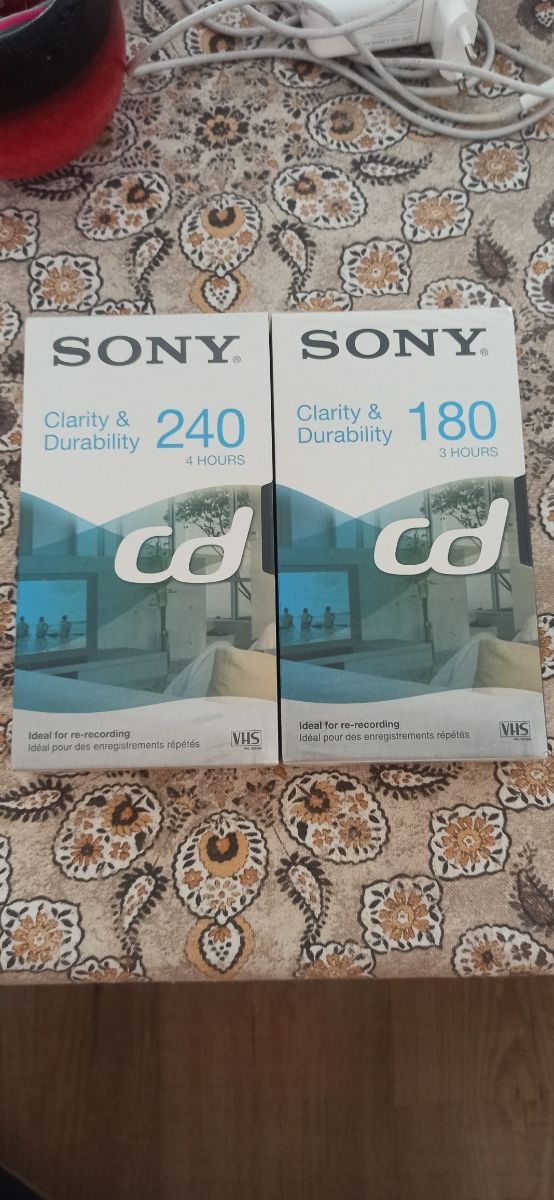 SONY®
Clarity &
Durability
240
4 HOURS
cd
Ideal for re-recording
Idéal pour des enregistrements répétés
VHS
SONY®
Clarity &
Durability
180
3 HOURS
cd
Ideal for re-recording
Idéal pour des enregistrements répétés
VHS